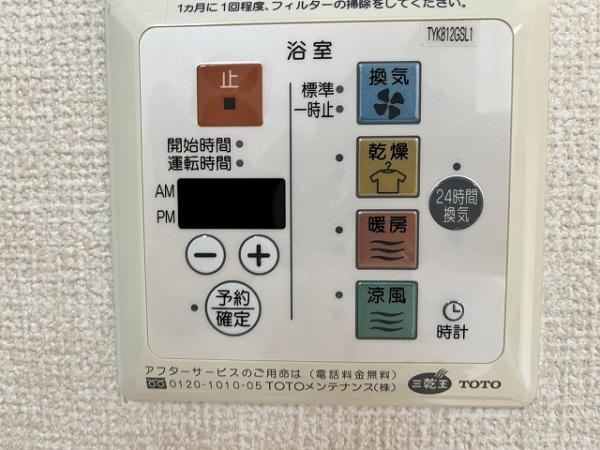 1ヵ月に1回程度、フィルターの掃除をしてください。
TYK812GSL1
浴室
止
換気
標準
一時止
開始時間
運転時間
乾燥
AM
PM
24時間
換気
暖房
予約
確定
涼風
時計
アフターサービスのご用命は(電話料金無料)
0120-1010-05 TOTOメンテナンス(株)
三乾王
TOTO